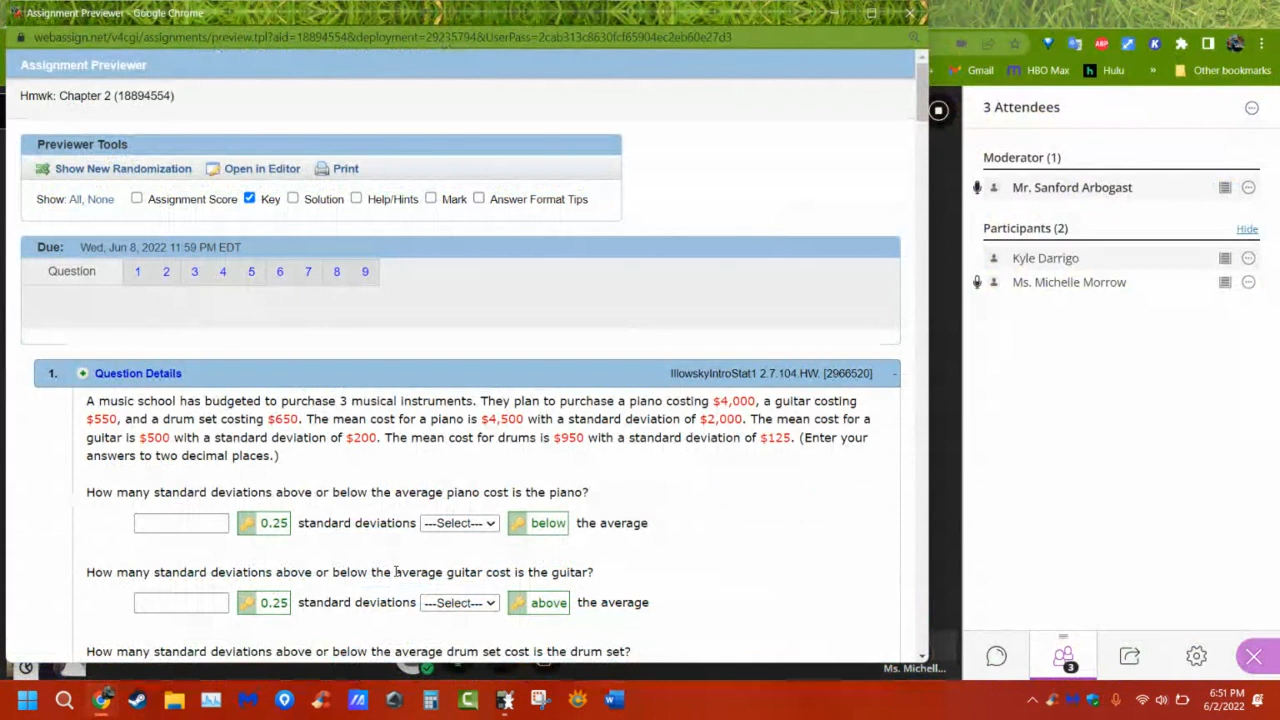 Assignment Previewer - Google Chrome
webassign.net/v4cgi/assignments/preview.tpl?aid=18894554&deployment=29235794&UserPass=2cab313c8630fcf65904ec2eb60e27d3
Assignment Previewer
Hmwk: Chapter 2 (18894554)
Previewer Tools
Show New Randomization Open in Editor Print
Show: All, None Assignment Score Key Solution Help/Hints Mark Answer Format Tips
Due: Wed, Jun 8, 2022 11:59 PM EDT
Question 1 2 3 4 5 6 7 8 9
1. Question Details IllowskyIntroStat1 2.7.104.HW. [2966520] -
A music school has budgeted to purchase 3 musical instruments. They plan to purchase a piano costing $4,000, a guitar costing
$550, and a drum set costing $650. The mean cost for a piano is $4,500 with a standard deviation of $2,000. The mean cost for a
guitar is $500 with a standard deviation of $200. The mean cost for drums is $950 with a standard deviation of $125. (Enter your
answers to two decimal places.)
How many standard deviations above or below the average piano cost is the piano?
0.25 standard deviations ---Select--- below the average
How many standard deviations above or below the average guitar cost is the guitar?
0.25 standard deviations ---Select--- above the average
How many standard deviations above or below the average drum set cost is the drum set?
ABP K
Gmail HBO Max h Hulu » Other bookmarks
3 Attendees
Moderator (1)
Mr. Sanford Arbogast
Participants (2) Hide
Kyle Darrigo
Ms. Michelle Morrow
3
Ms. Michell...
6:51 PM
6/2/2022